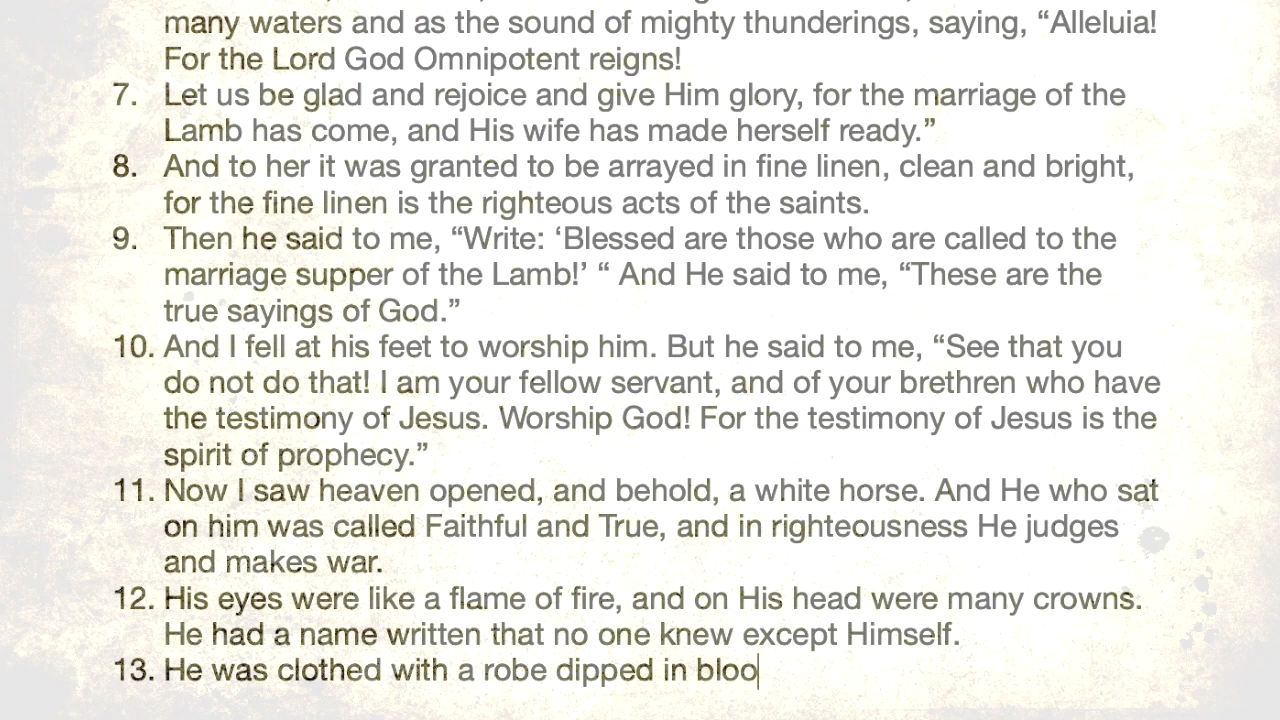 many waters and as the sound of mighty thunderings, saying, “Alleluia!
For the Lord God Omnipotent reigns!
7. Let us be glad and rejoice and give Him glory, for the marriage of the
Lamb has come, and His wife has made herself ready.”
8. And to her it was granted to be arrayed in fine linen, clean and bright,
for the fine linen is the righteous acts of the saints.
9. Then he said to me, “Write: ‘Blessed are those who are called to the
marriage supper of the Lamb!’ “ And He said to me, “These are the
true sayings of God.”
10. And I fell at his feet to worship him. But he said to me, “See that you
do not do that! I am your fellow servant, and of your brethren who have
the testimony of Jesus. Worship God! For the testimony of Jesus is the
spirit of prophecy.”
11. Now I saw heaven opened, and behold, a white horse. And He who sat
on him was called Faithful and True, and in righteousness He judges
and makes war.
12. His eyes were like a flame of fire, and on His head were many crowns.
He had a name written that no one knew except Himself.
13. He was clothed with a robe dipped in bloo